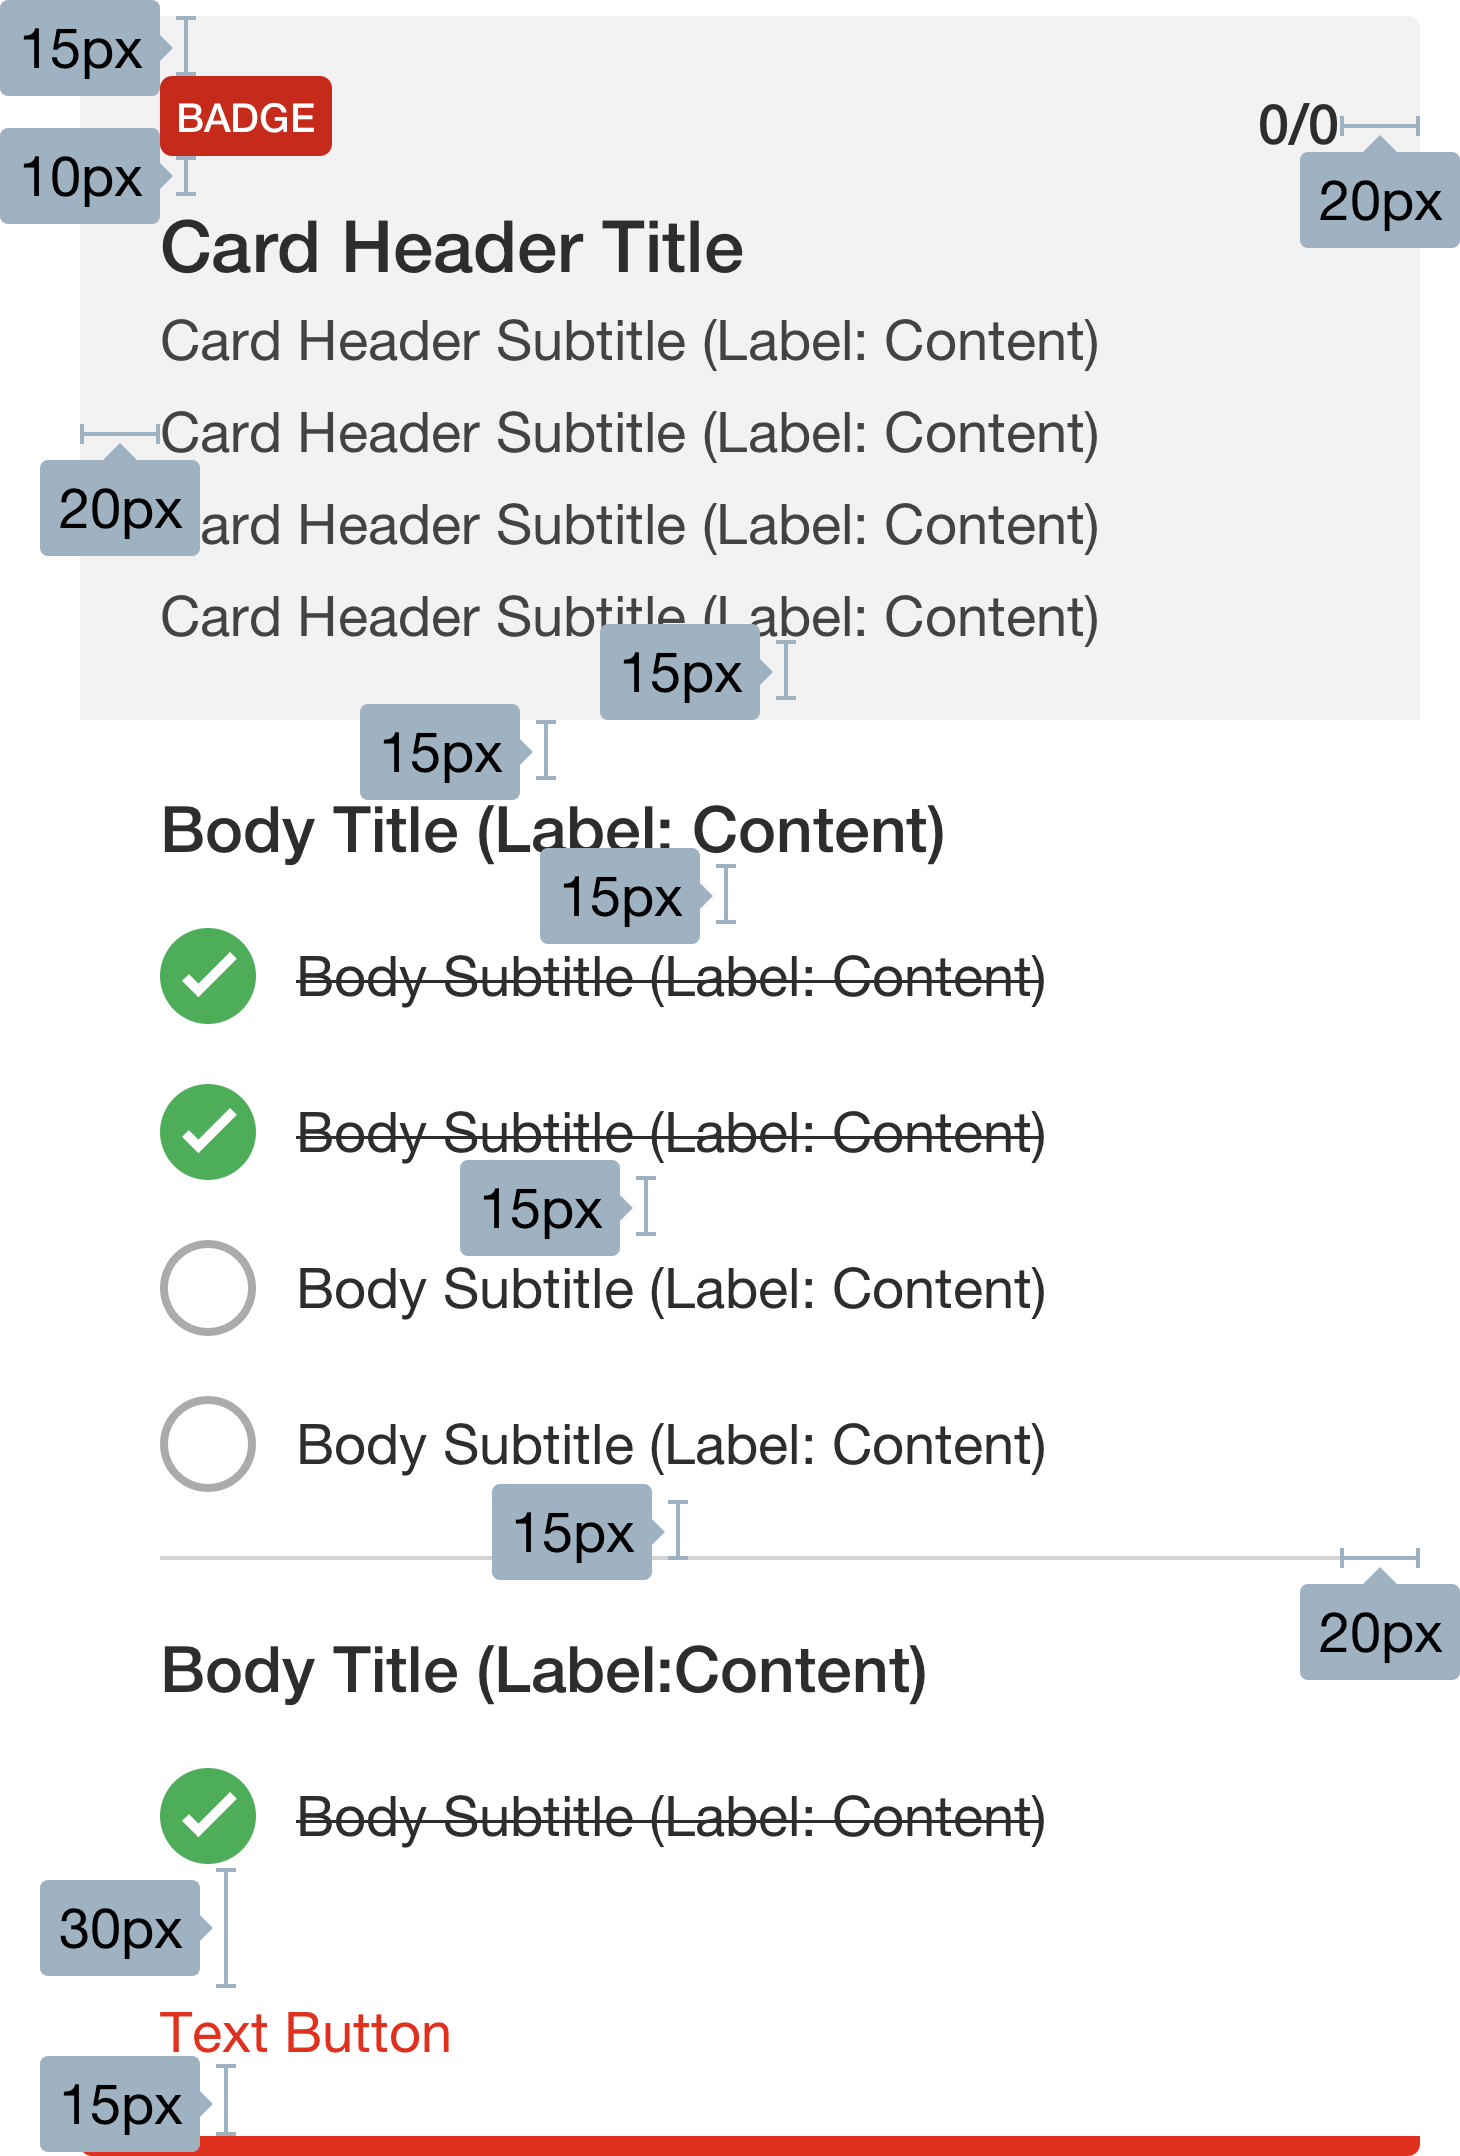 15px
BADGE
0/0
10px
20px
Card Header Title
Card Header Subtitle (Label: Content)
Card Header Subtitle (Label: Content)
20px
ard Header Subtitle (Label: Content)
Card Header Subtitle (Label: Content)
15px
15px
Body Title (Label: Content)
15px
Body Subtitle (Label: Content)
Body Subtitle (Label: Content)
15px
Body Subtitle (Label: Content)
Body Subtitle (Label: Content)
15px
20px
Body Title (Label:Content)
Body Subtitle (Label: Content)
30px
Text Button
15px